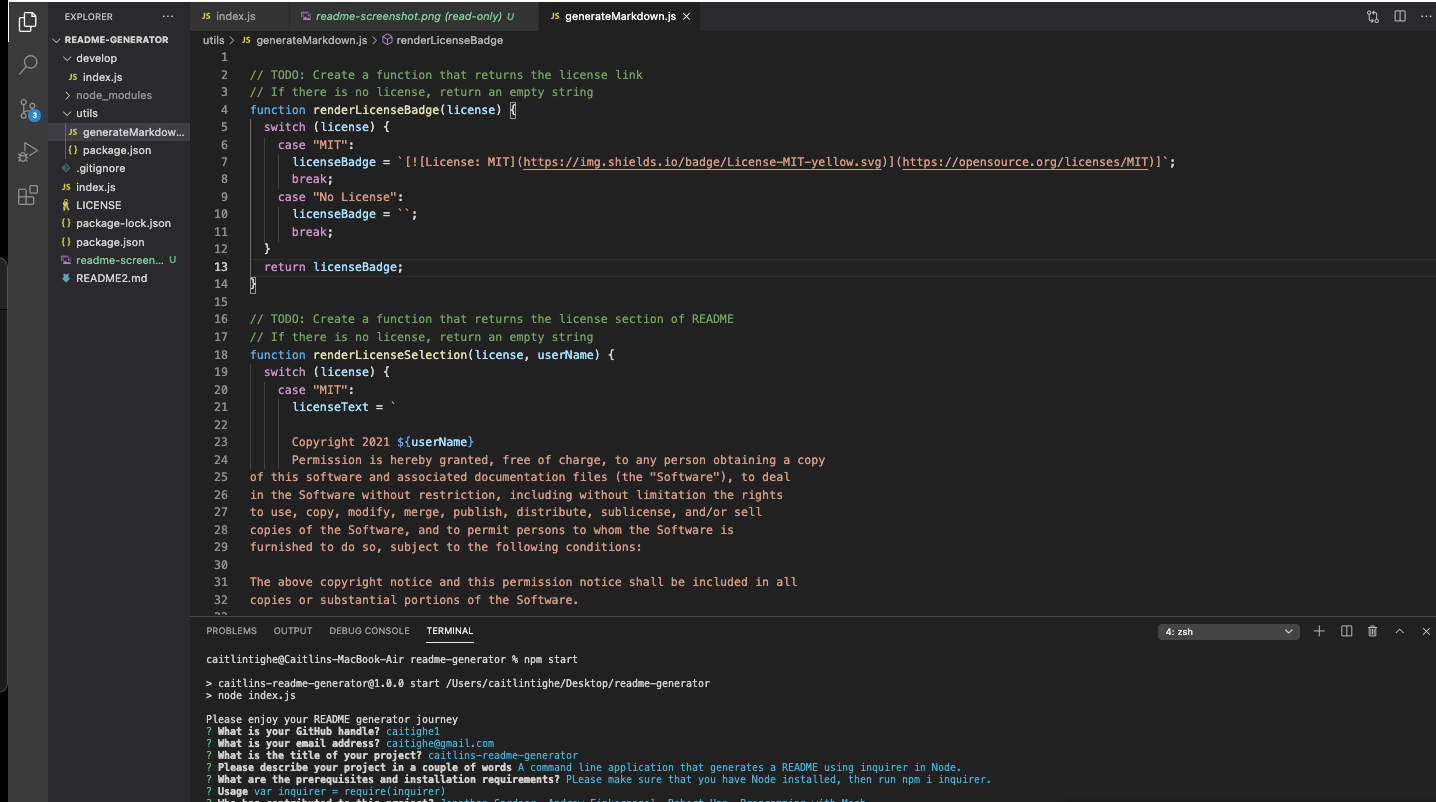 EXPLORER
README-GENERATOR
develop
JS index.js
node_modules
utils
JS generateMarkdow...
{} package.json
.gitignore
JS index.js
LICENSE
{} package-lock.json
{} package.json
readme-screen... U
README2.md
3
JS index.js
readme-screenshot.png (read-only) U
JS generateMarkdown.js
utils > JS generateMarkdown.js > renderLicenseBadge
1
2 // TODO: Create a function that returns the license link
3 // If there is no license, return an empty string
4 function renderLicenseBadge(license) {
5 switch (license) {
6 case "MIT":
7 licenseBadge = `[![License: MIT](https://img.shields.io/badge/License-MIT-yellow.svg)](https://opensource.org/licenses/MIT)]`;
8 break;
9 case "No License":
10 licenseBadge = ``;
11 break;
12 }
13 return licenseBadge;
14 }
15
16 // TODO: Create a function that returns the license section of README
17 // If there is no license, return an empty string
18 function renderLicenseSelection(license, userName) {
19 switch (license) {
20 case "MIT":
21 licenseText = `
22
23 Copyright 2021 ${userName}
24 Permission is hereby granted, free of charge, to any person obtaining a copy
25 of this software and associated documentation files (the "Software"), to deal
26 in the Software without restriction, including without limitation the rights
27 to use, copy, modify, merge, publish, distribute, sublicense, and/or sell
28 copies of the Software, and to permit persons to whom the Software is
29 furnished to do so, subject to the following conditions:
30
31 The above copyright notice and this permission notice shall be included in all
32 copies or substantial portions of the Software.
PROBLEMS OUTPUT DEBUG CONSOLE TERMINAL
4: zsh
caitlintighe@Caitlins-MacBook-Air readme-generator % npm start
> caitlins-readme-generator@1.0.0 start /Users/caitlintighe/Desktop/readme-generator
> node index.js
Please enjoy your README generator journey
? What is your GitHub handle? caitighe1
? What is your email address? caitighe@gmail.com
? What is the title of your project? caitlins-readme-generator
? Please describe your project in a couple of words A command line application that generates a README using inquirer in Node.
? What are the prerequisites and installation requirements? PLease make sure that you have Node installed, then run npm i inquirer.
? Usage var inquirer = require(inquirer)